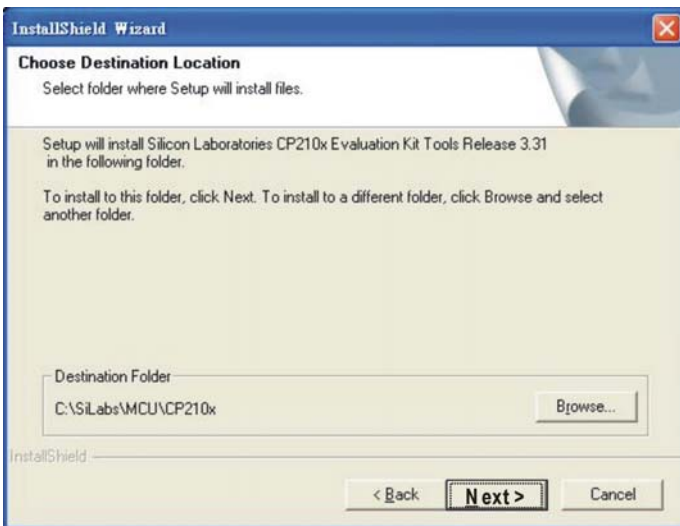 InstallShield Wizard
Choose Destination Location
Select folder where Setup will install files.
Setup will install Silicon Laboratories CP210x Evaluation Kit Tools Release 3.31
in the following folder.
To install to this folder, click Next. To install to a different folder, click Browse and select
another folder.
Destination Folder
C:\SiLabs\MCU\CP210x
Browse...
InstallShield
< Back
Next >
Cancel